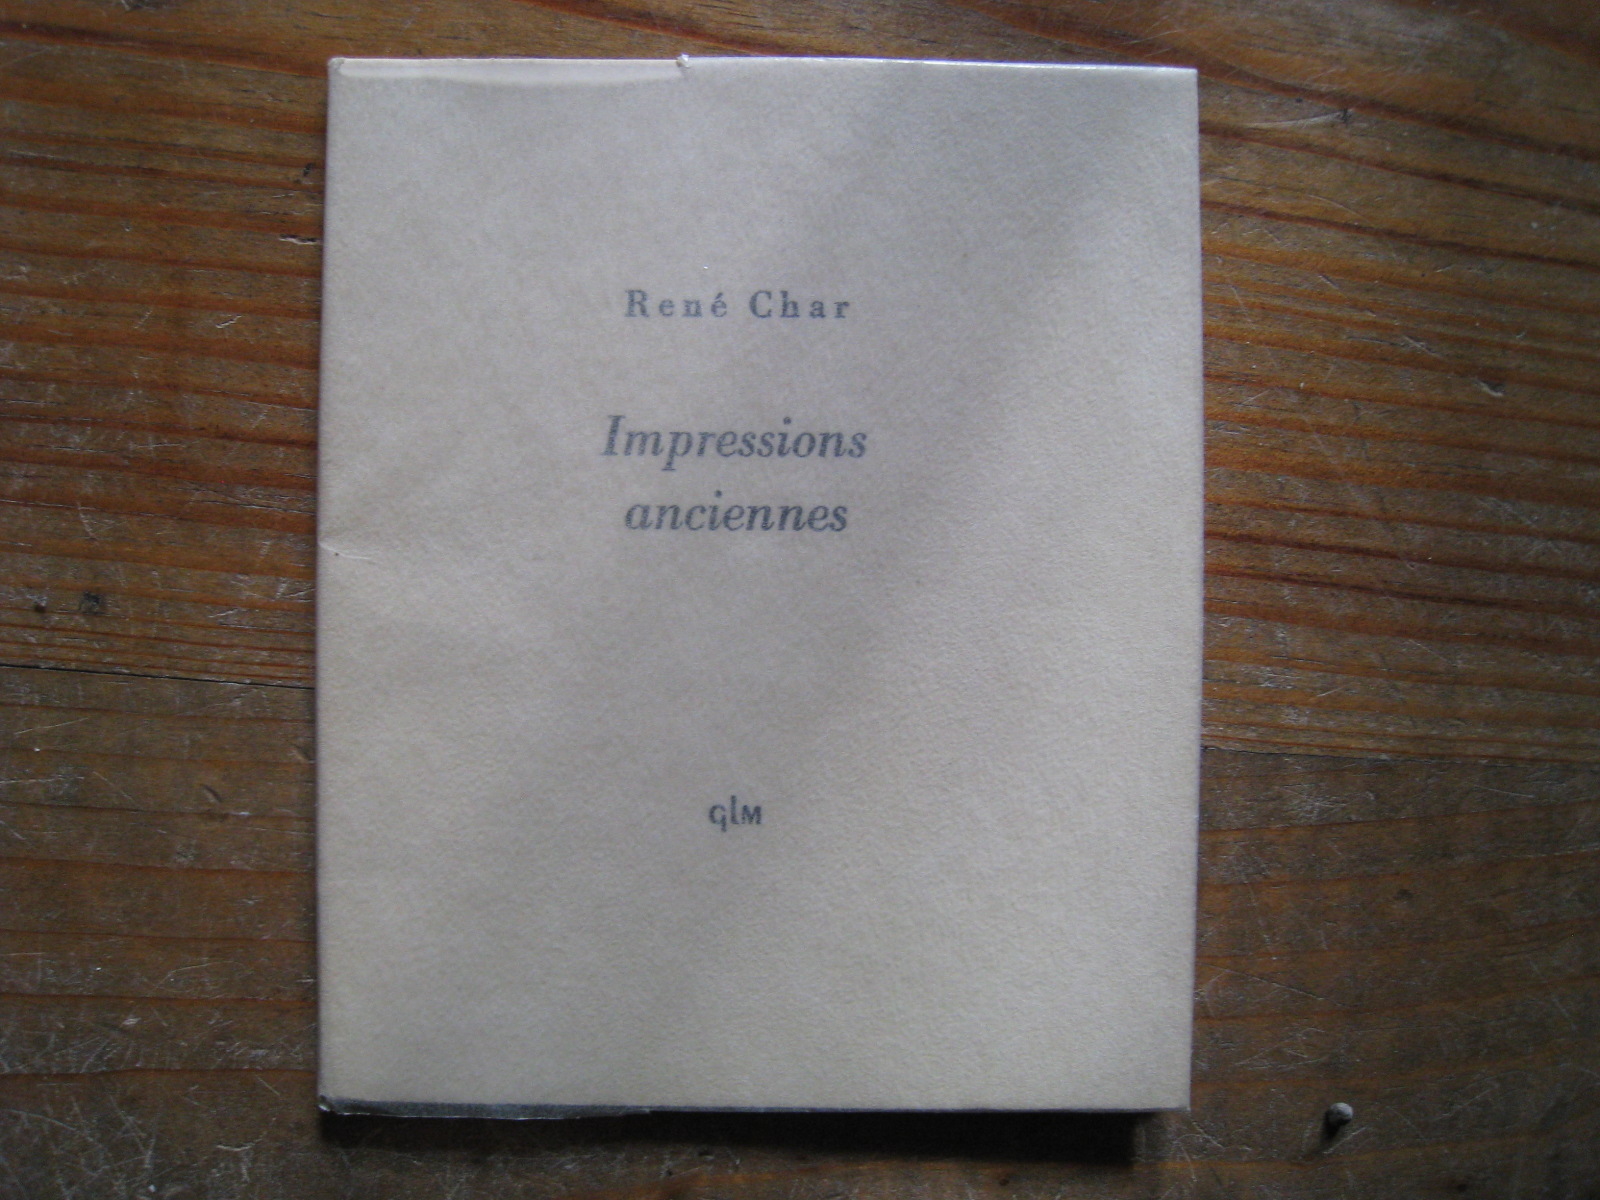 René Char
Impressions
anciennes
glm